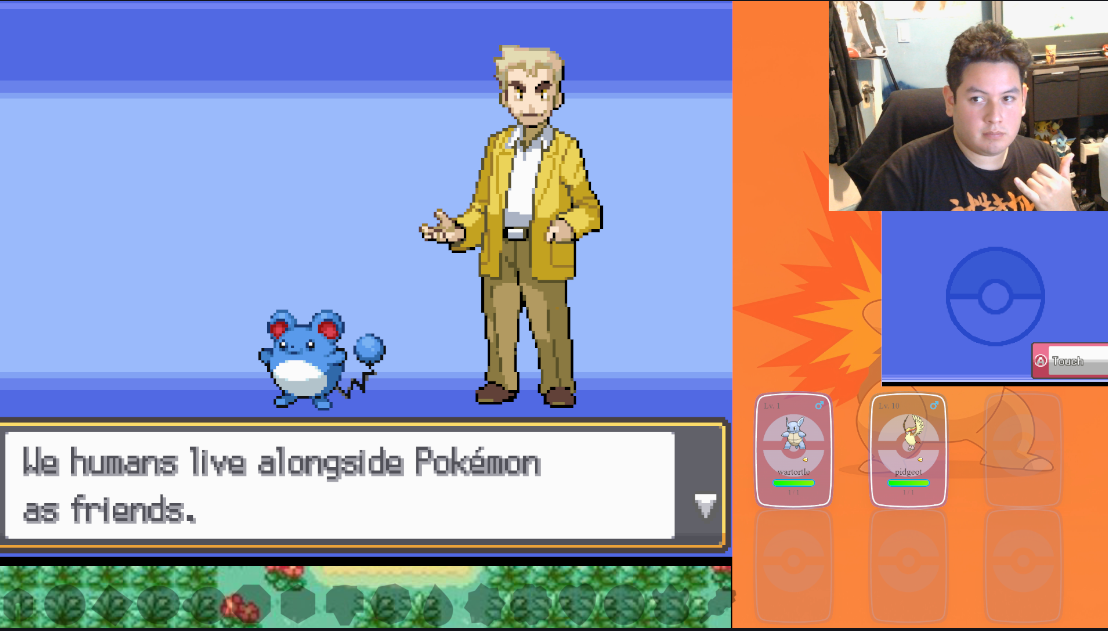 We humans live alongside Pokémon
as friends.
Touch
wartortle
pidgeot